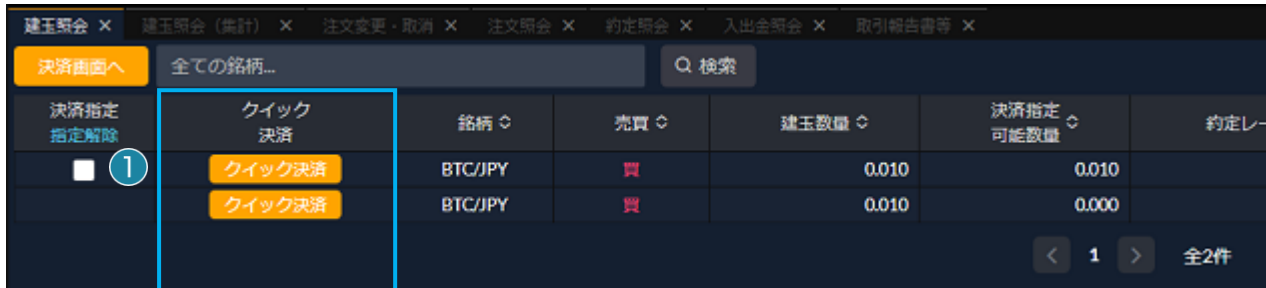 建玉照会 × 建玉照会（集計） × 注文変更・取消 × 注文照会 × 約定照会 × 入出金照会 × 取引報告書等 ×
決済画面へ 全ての銘柄... 検索
決済指定 クイック 銘柄 売買 建玉数量 決済指定 約定レー
指定解除 決済 可能数量
1 クイック決済 BTC/JPY 買 0.010 0.010
クイック決済 BTC/JPY 買 0.010 0.000
< 1 > 全2件